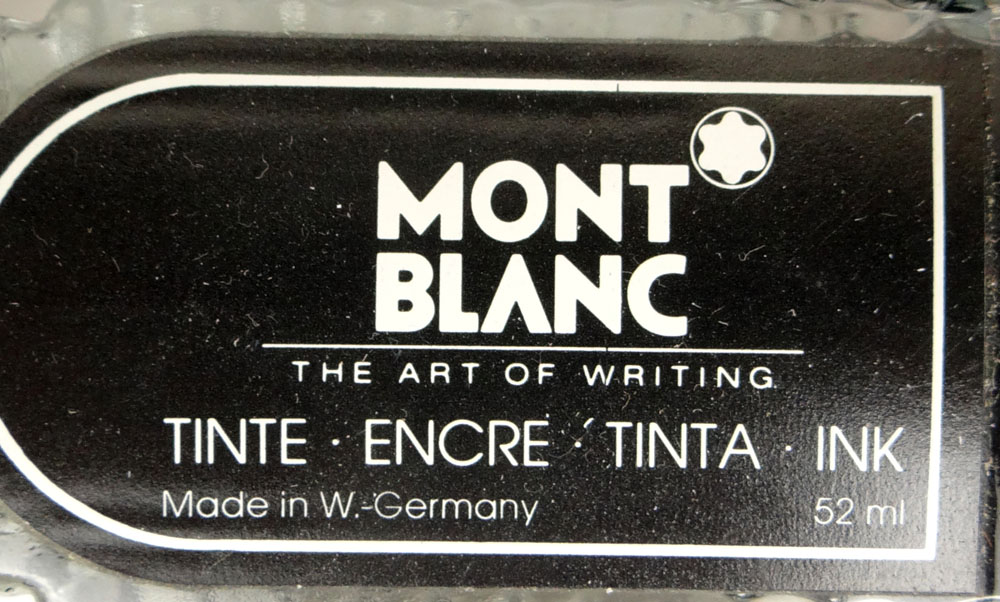 MONT
BLANC
THE ART OF WRITING
TINTE · ENCRE · TINTA · INK
Made in W.-Germany 52 ml